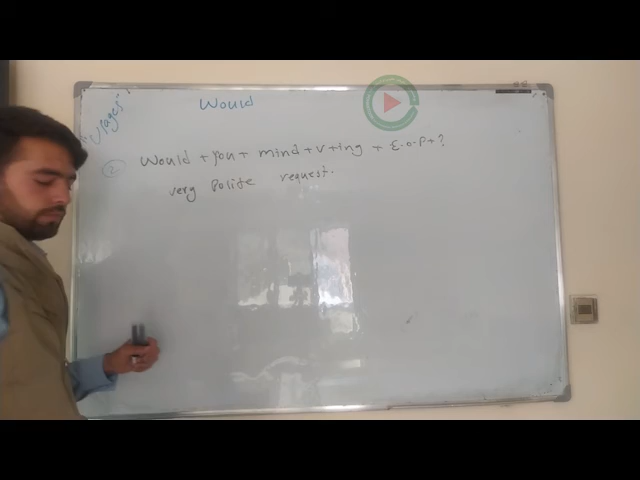 Would
"Usages"
② Would + you + mind + v + ing + E.O.P + ?
very Polite request.